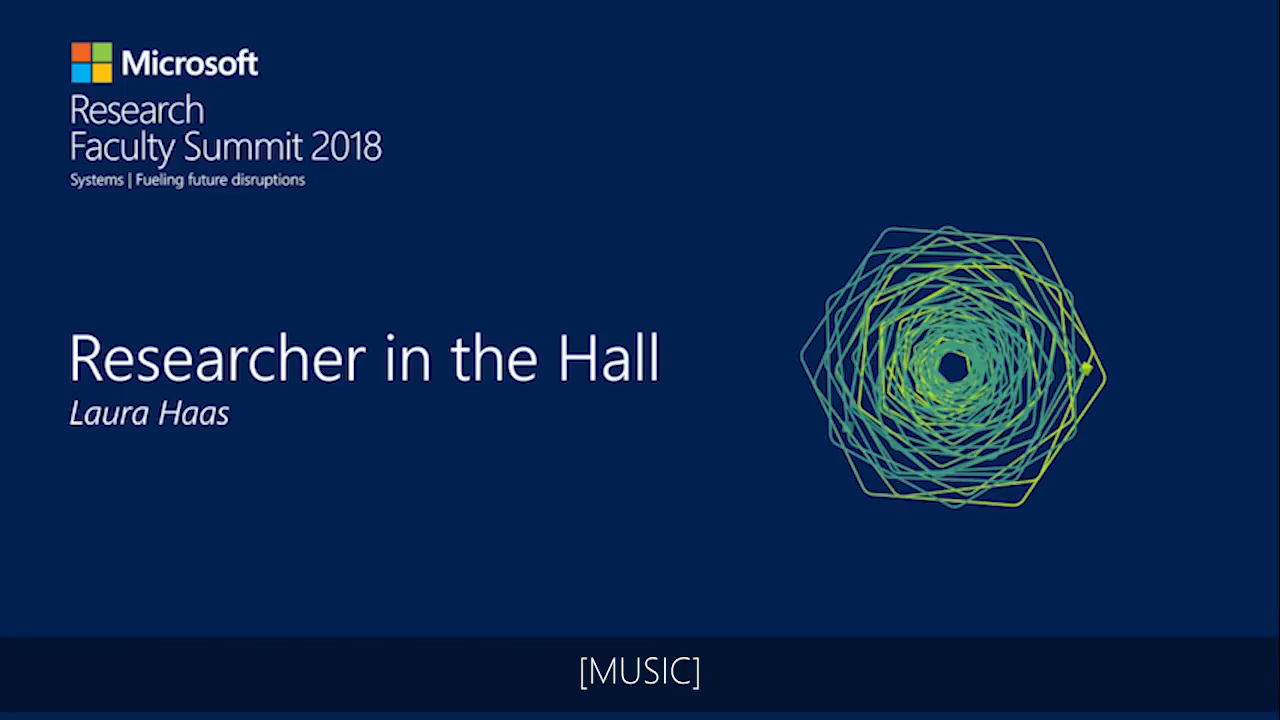 Microsoft
Research
Faculty Summit 2018
Systems | Fueling future disruptions
Researcher in the Hall
Laura Haas
[MUSIC]